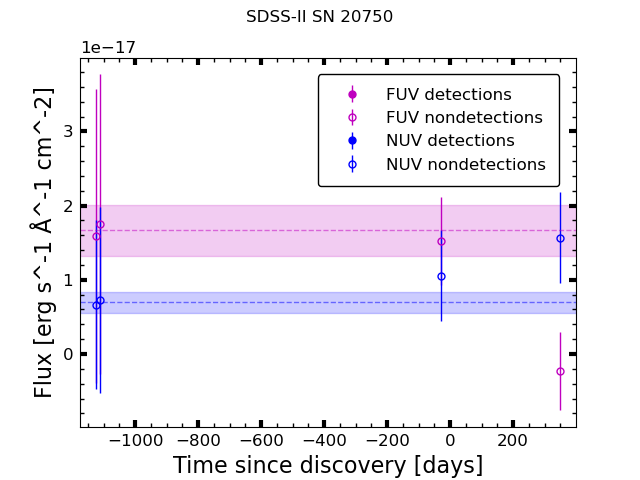 SDSS-II SN 20750
1e−17
FUV detections
FUV nondetections
NUV detections
NUV nondetections
3
2
1
0
Flux [erg s^-1 Å^-1 cm^-2]
−1000 −800 −600 −400 −200 0 200
Time since discovery [days]